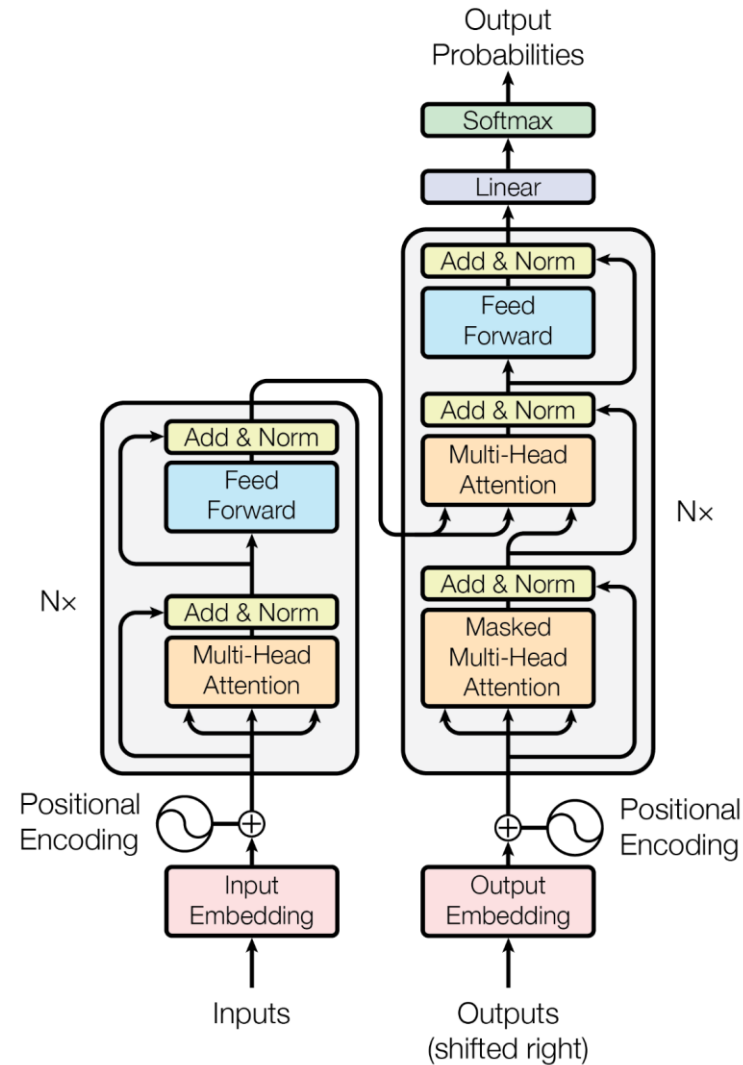 Output
Probabilities
Softmax
Linear
Add & Norm
Feed
Forward
Add & Norm
Multi-Head
Attention
Nx
Add & Norm
Masked
Multi-Head
Attention
Add & Norm
Feed
Forward
Nx
Add & Norm
Multi-Head
Attention
Positional
Encoding
Positional
Encoding
Input
Embedding
Output
Embedding
Inputs
Outputs
(shifted right)